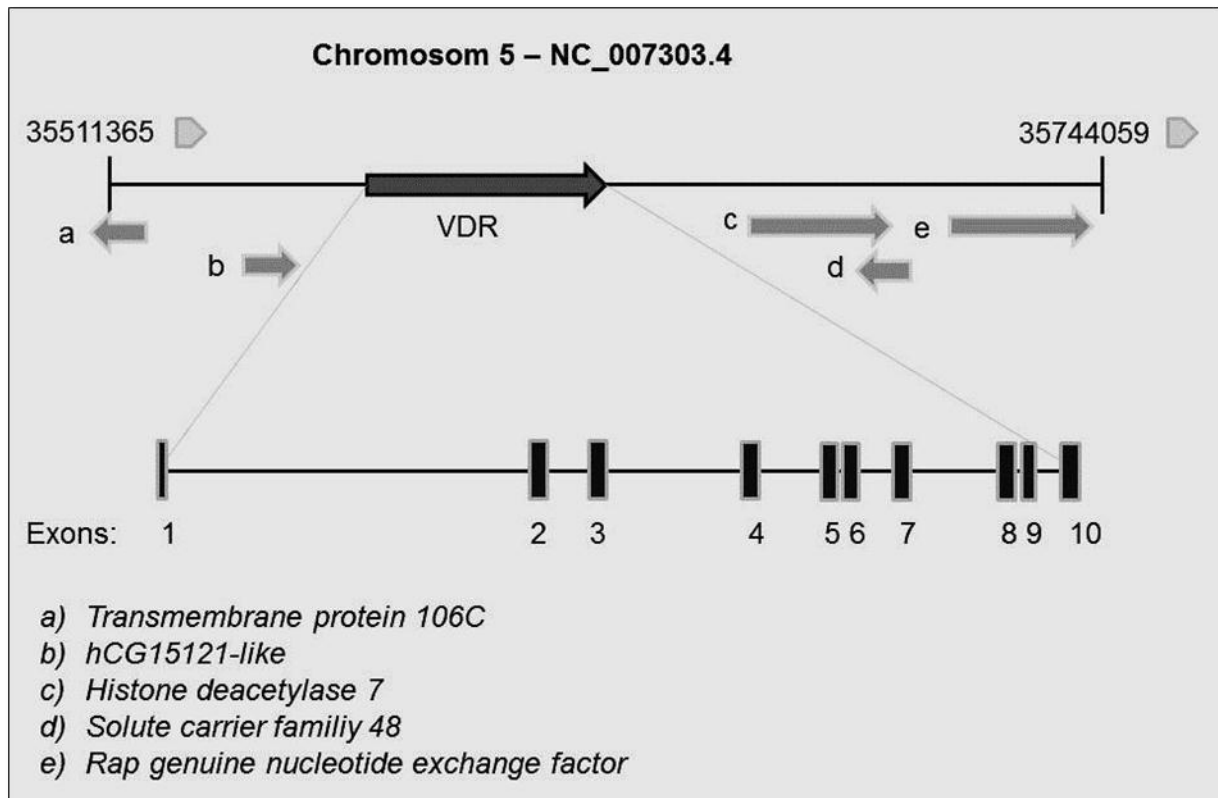 Chromosom 5 – NC_007303.4
35511365 35744059
a
VDR
c
e
b
d
Exons: 1 2 3 4 5 6 7 8 9 10
a) Transmembrane protein 106C
b) hCG15121-like
c) Histone deacetylase 7
d) Solute carrier familiy 48
e) Rap genuine nucleotide exchange factor